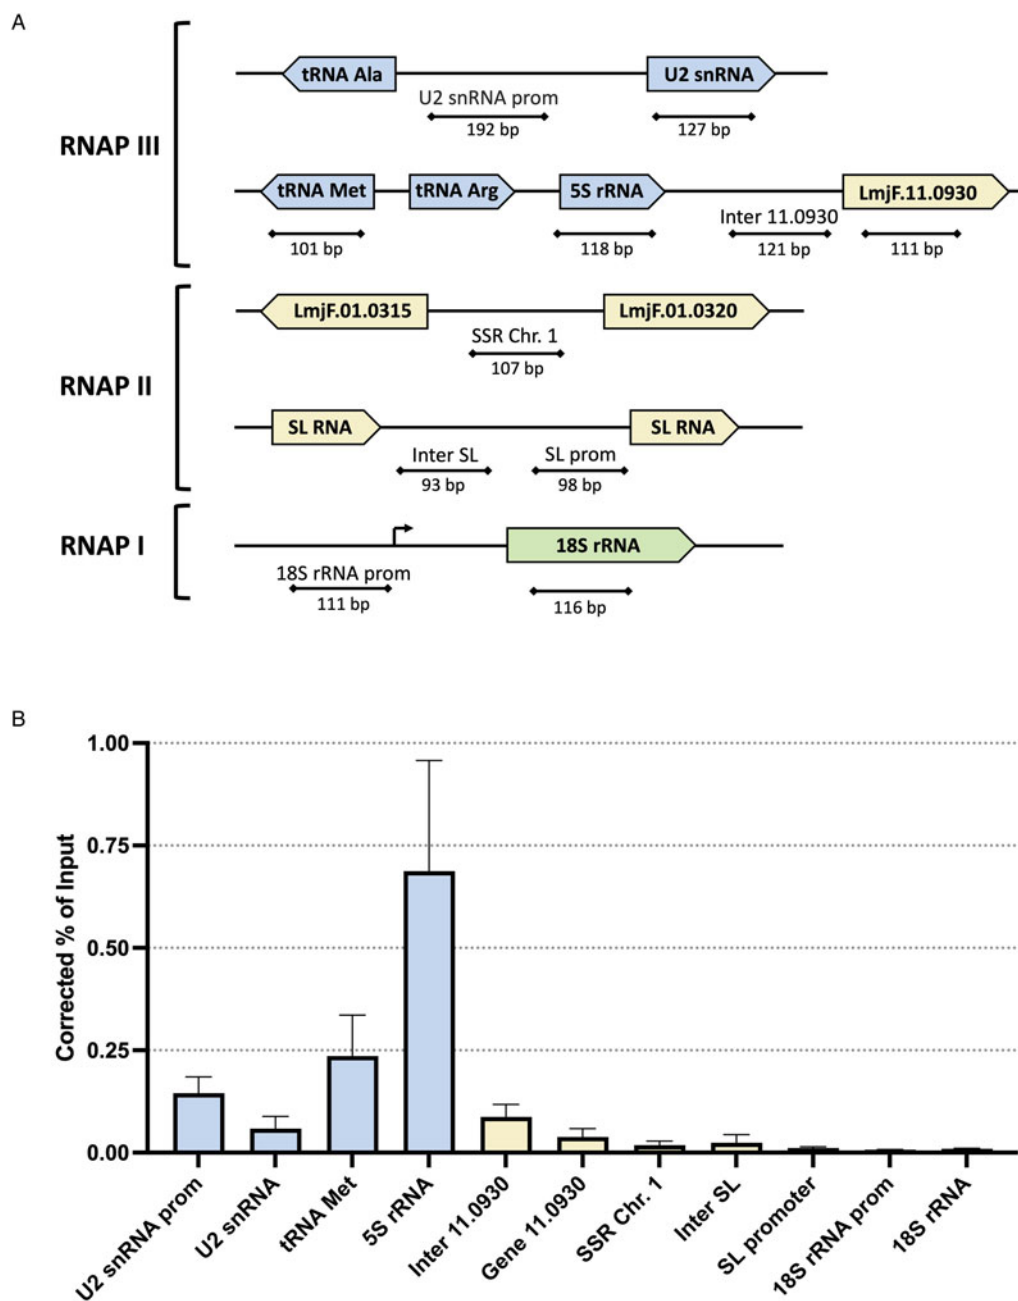 A
RNAP III
tRNA Ala
U2 snRNA
U2 snRNA prom
192 bp
127 bp
tRNA Met
tRNA Arg
5S rRNA
LmjF.11.0930
Inter 11.0930
101 bp
118 bp
121 bp
111 bp
RNAP II
LmjF.01.0315
LmjF.01.0320
SSR Chr. 1
107 bp
SL RNA
SL RNA
Inter SL
SL prom
93 bp
98 bp
RNAP I
18S rRNA
18S rRNA prom
111 bp
116 bp
B
Corrected % of Input
1.00
0.75
0.50
0.25
0.00
U2 snRNA prom
U2 snRNA
tRNA Met
5S rRNA
Inter 11.0930
Gene 11.0930
SSR Chr. 1
Inter SL
SL promoter
18S rRNA prom
18S rRNA